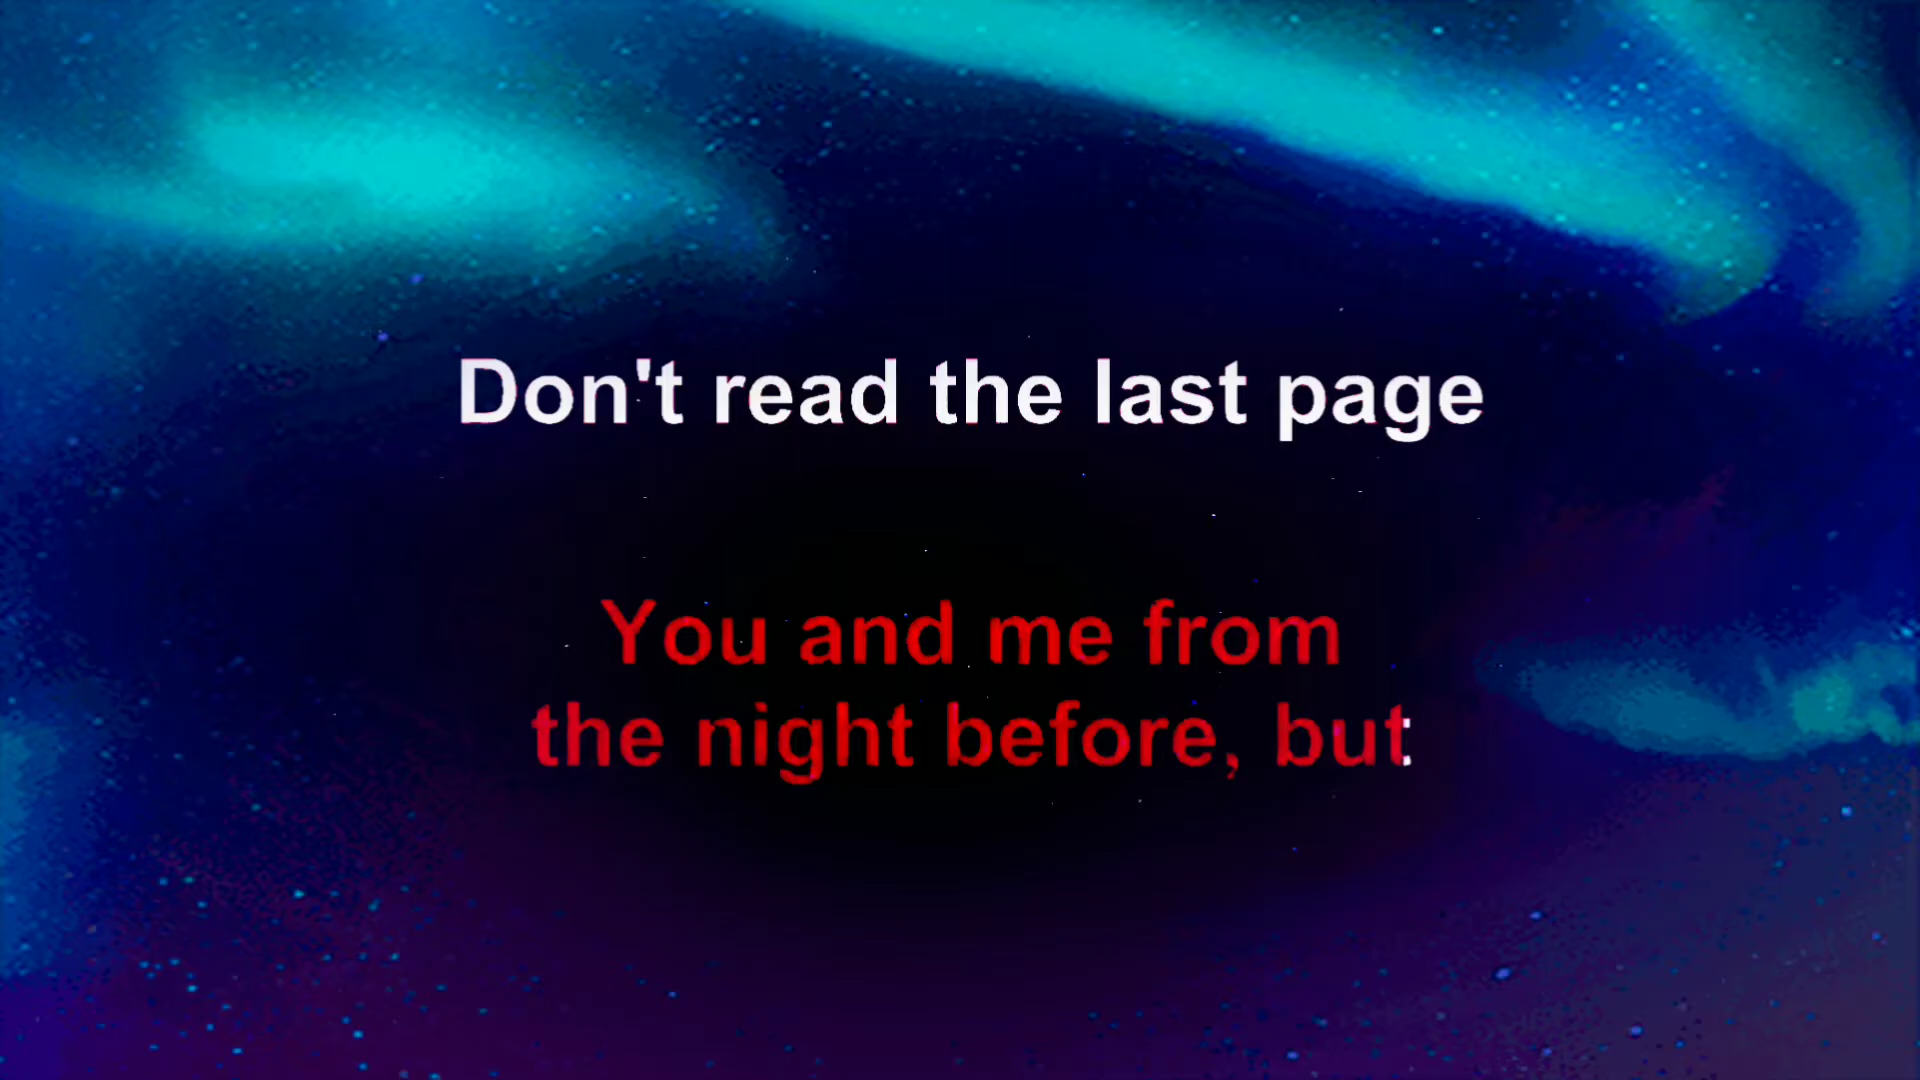 Don't read the last page
You and me from
the night before, but